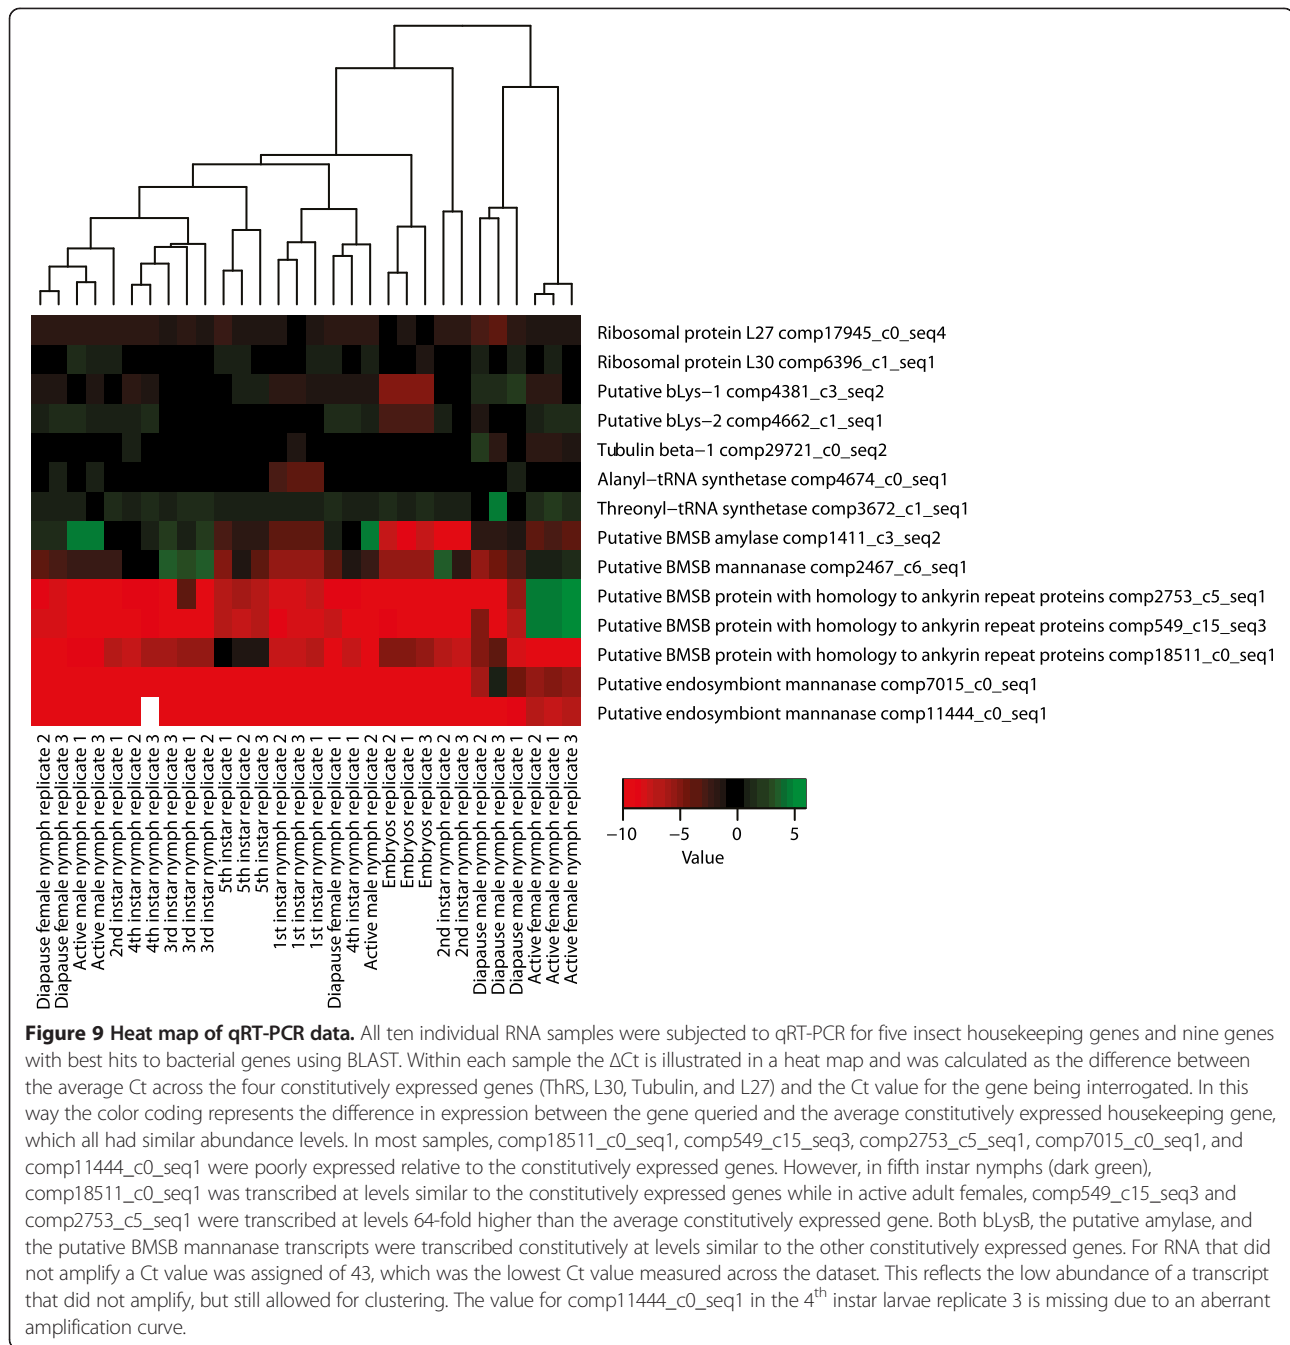 Ribosomal protein L27 comp17945_c0_seq4
Ribosomal protein L30 comp6396_c1_seq1
Putative bLys−1 comp4381_c3_seq2
Putative bLys−2 comp4662_c1_seq1
Tubulin beta−1 comp29721_c0_seq2
Alanyl−tRNA synthetase comp4674_c0_seq1
Threonyl−tRNA synthetase comp3672_c1_seq1
Putative BMSB amylase comp1411_c3_seq2
Putative BMSB mannanase comp2467_c6_seq1
Putative BMSB protein with homology to ankyrin repeat proteins comp2753_c5_seq1
Putative BMSB protein with homology to ankyrin repeat proteins comp549_c15_seq3
Putative BMSB protein with homology to ankyrin repeat proteins comp18511_c0_seq1
Putative endosymbiont mannanase comp7015_c0_seq1
Putative endosymbiont mannanase comp11444_c0_seq1
Diapause female nymph replicate 2
Diapause female nymph replicate 3
Active male nymph replicate 1
Active male nymph replicate 3
2nd instar nymph replicate 1
4th instar nymph replicate 2
4th instar nymph replicate 3
3rd instar nymph replicate 3
3rd instar nymph replicate 1
3rd instar nymph replicate 2
5th instar replicate 1
5th instar replicate 2
5th instar replicate 3
1st instar nymph replicate 2
1st instar nymph replicate 3
1st instar nymph replicate 1
Diapause female nymph replicate 1
4th instar nymph replicate 1
Active male nymph replicate 2
Embryos replicate 2
Embryos replicate 1
Embryos replicate 3
2nd instar nymph replicate 2
2nd instar nymph replicate 3
Diapause male nymph replicate 2
Diapause male nymph replicate 3
Diapause male nymph replicate 1
Active female nymph replicate 2
Active female nymph replicate 1
Active female nymph replicate 3
−10 −5 0 5
Value
Figure 9 Heat map of qRT-PCR data. All ten individual RNA samples were subjected to qRT-PCR for five insect housekeeping genes and nine genes
with best hits to bacterial genes using BLAST. Within each sample the ΔCt is illustrated in a heat map and was calculated as the difference between
the average Ct across the four constitutively expressed genes (ThRS, L30, Tubulin, and L27) and the Ct value for the gene being interrogated. In this
way the color coding represents the difference in expression between the gene queried and the average constitutively expressed housekeeping gene,
which all had similar abundance levels. In most samples, comp18511_c0_seq1, comp549_c15_seq3, comp2753_c5_seq1, comp7015_c0_seq1, and
comp11444_c0_seq1 were poorly expressed relative to the constitutively expressed genes. However, in fifth instar nymphs (dark green),
comp18511_c0_seq1 was transcribed at levels similar to the constitutively expressed genes while in active adult females, comp549_c15_seq3 and
comp2753_c5_seq1 were transcribed at levels 64-fold higher than the average constitutively expressed gene. Both bLysB, the putative amylase, and
the putative BMSB mannanase transcripts were transcribed constitutively at levels similar to the other constitutively expressed genes. For RNA that did
not amplify a Ct value was assigned of 43, which was the lowest Ct value measured across the dataset. This reflects the low abundance of a transcript
that did not amplify, but still allowed for clustering. The value for comp11444_c0_seq1 in the 4th instar larvae replicate 3 is missing due to an aberrant
amplification curve.